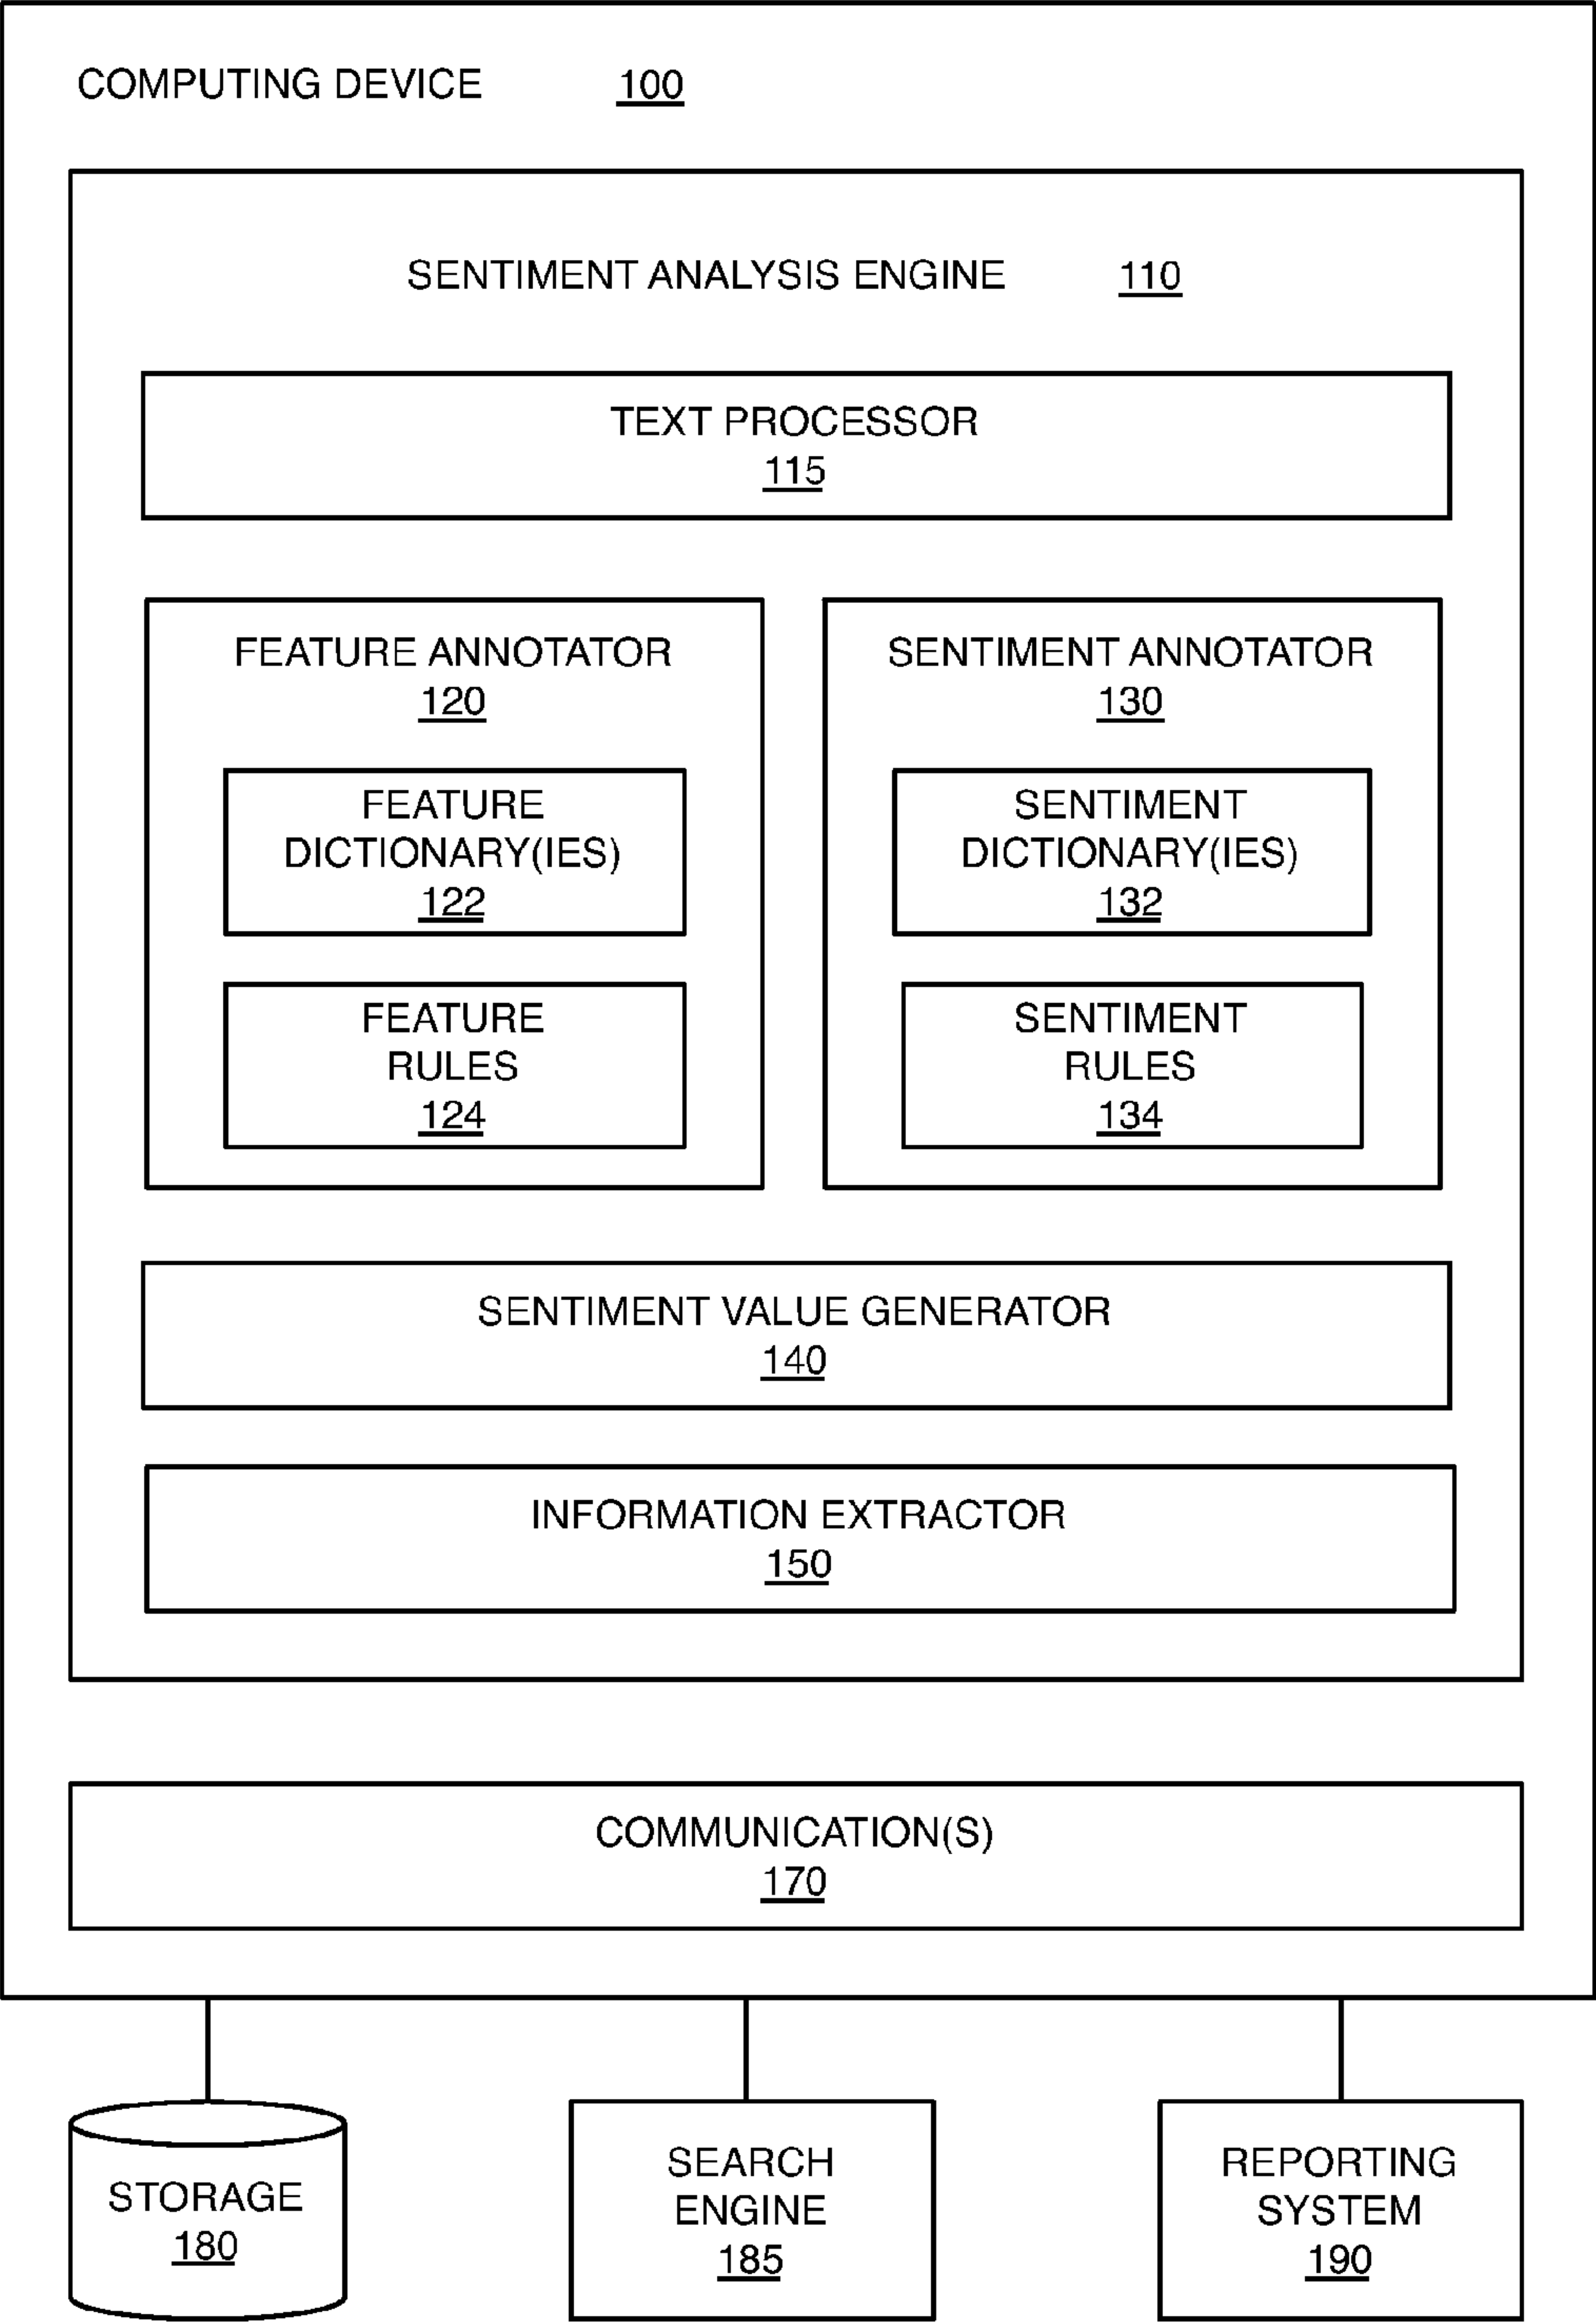 COMPUTING DEVICE 100
SENTIMENT ANALYSIS ENGINE 110
TEXT PROCESSOR
115
FEATURE ANNOTATOR
120
FEATURE
DICTIONARY(IES)
122
FEATURE
RULES
124
SENTIMENT ANNOTATOR
130
SENTIMENT
DICTIONARY(IES)
132
SENTIMENT
RULES
134
SENTIMENT VALUE GENERATOR
140
INFORMATION EXTRACTOR
150
COMMUNICATION(S)
170
STORAGE
180
SEARCH
ENGINE
185
REPORTING
SYSTEM
190